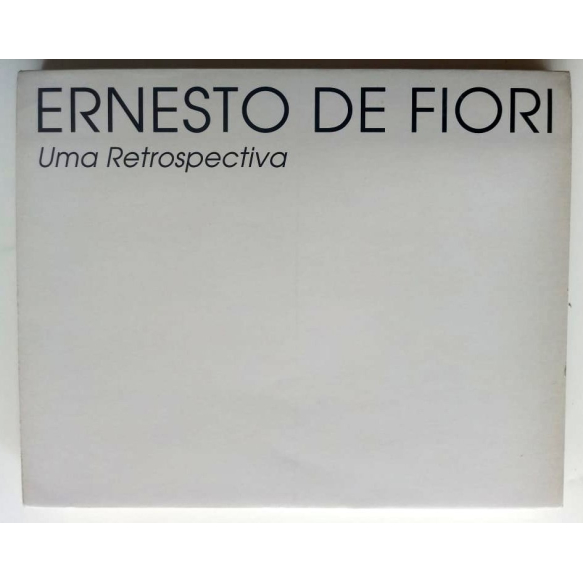 ERNESTO DE FIORI
Uma Retrospectiva